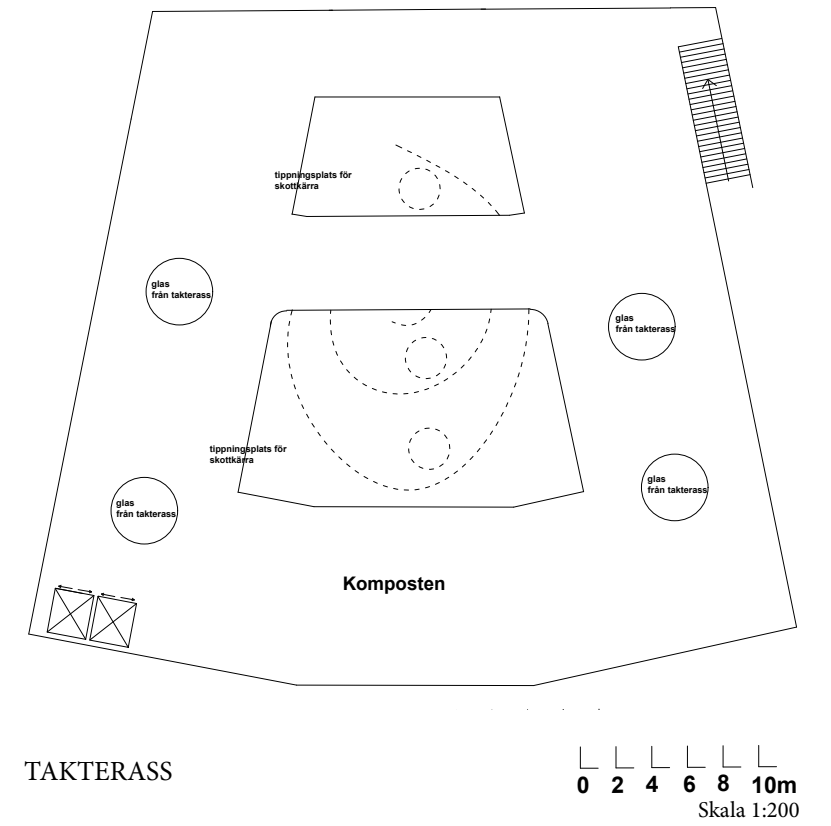 tippningsplats för
skottkärra
glas
från takterass
glas
från takterass
tippningsplats för
skottkärra
glas
från takterass
glas
från takterass
Komposten
TAKTERASS
0 2 4 6 8 10m
Skala 1:200